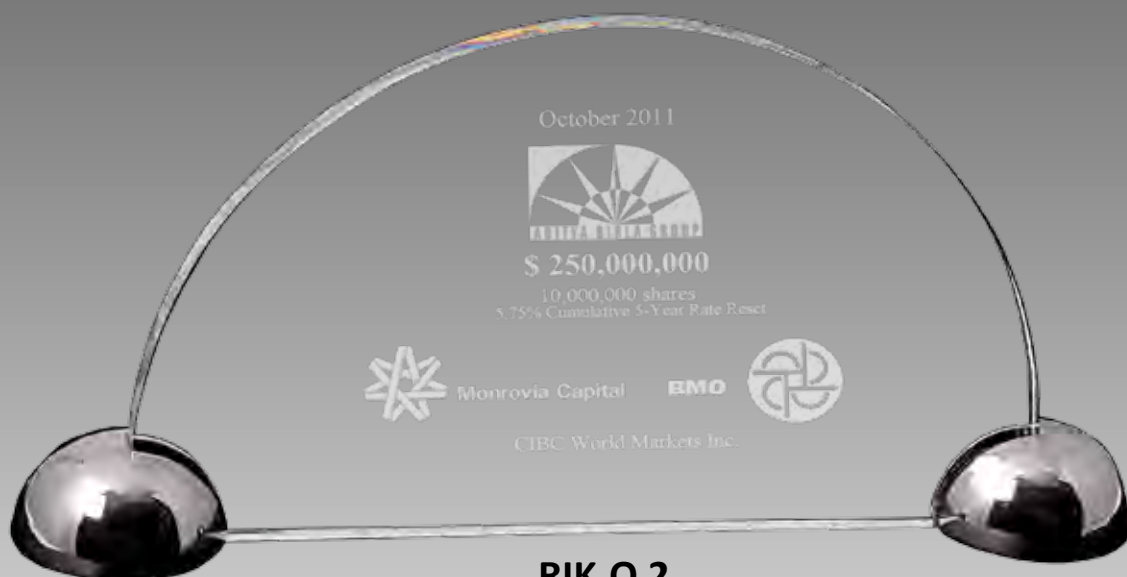 October 2011
ADITYA BIRLA GROUP
$ 250,000,000
10,000,000 shares
5.75% Cumulative 5-Year Rate Reset
Monrovia Capital BMO
CIBC World Markets Inc.
RIK-O 2